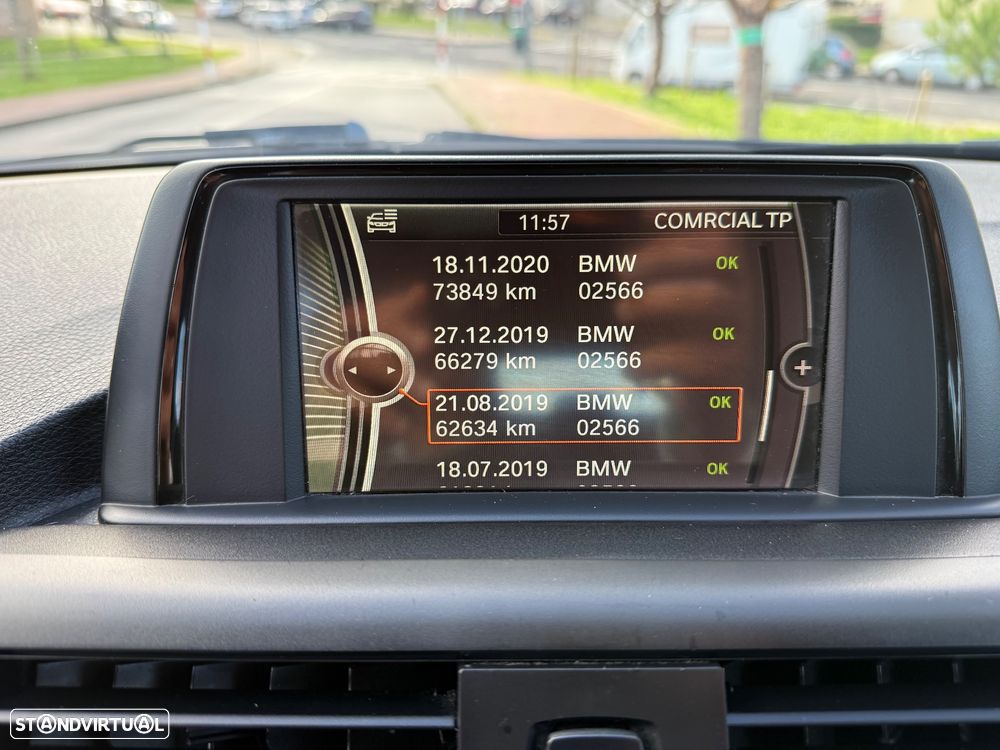 11:57 COMRCIAL TP
18.11.2020 BMW OK
73849 km 02566
27.12.2019 BMW OK
66279 km 02566
21.08.2019 BMW OK
62634 km 02566
18.07.2019 BMW OK
STANDVIRTUAL